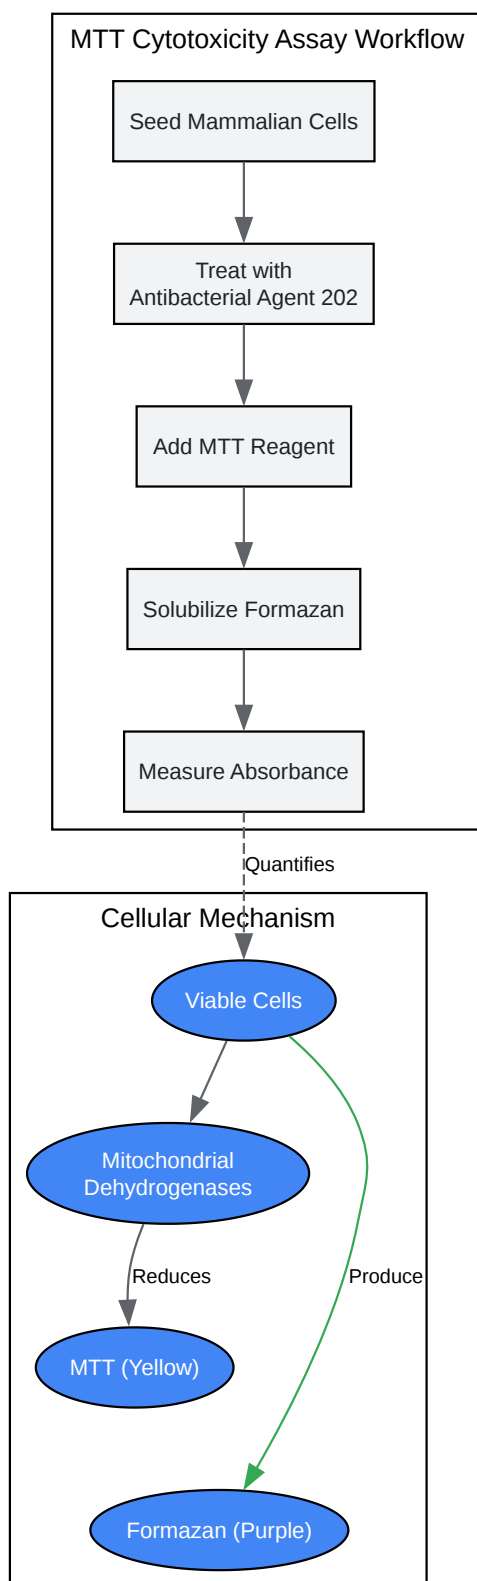 MTT Cytotoxicity Assay Workflow
Seed Mammalian Cells
Treat with
Antibacterial Agent 202
Add MTT Reagent
Solubilize Formazan
Measure Absorbance
Quantifies
Cellular Mechanism
Viable Cells
Mitochondrial
Dehydrogenases
Reduces
Produce
MTT (Yellow)
Formazan (Purple)